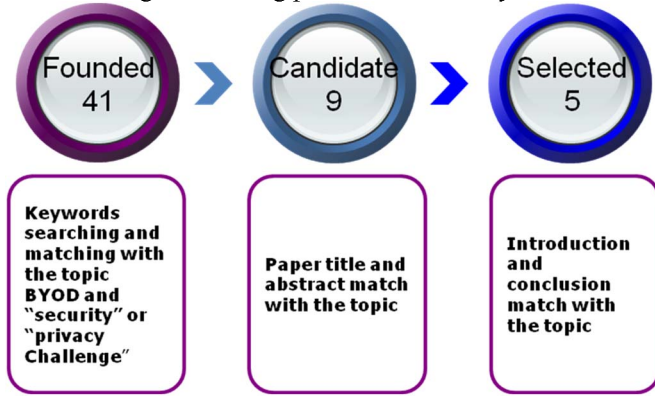 Founded
41
Candidate
9
Selected
5
Keywords
searching and
matching with
the topic
BYOD and
“security” or
“privacy
Challenge”
Paper title and
abstract match
with the topic
Introduction
and
conclusion
match with
the topic